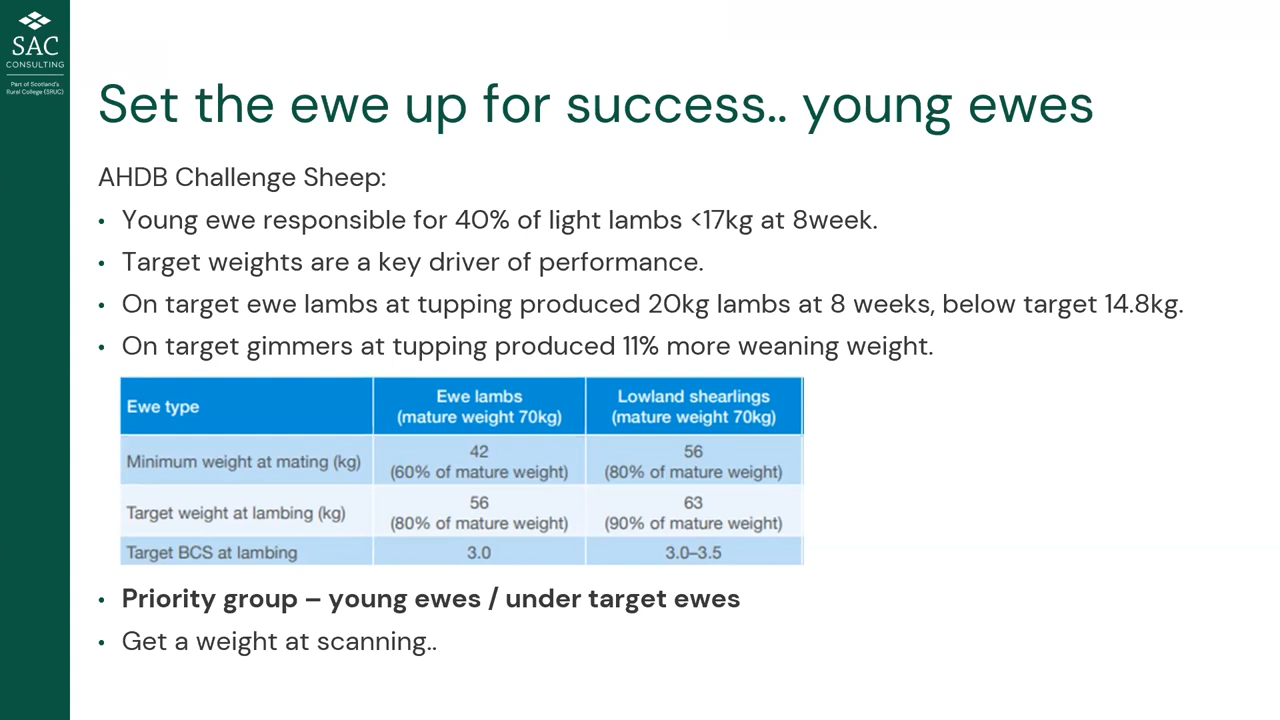 SAC
CONSULTING
Part of Scotland's
Rural College (SRUC)
Set the ewe up for success.. young ewes
AHDB Challenge Sheep:
• Young ewe responsible for 40% of light lambs <17kg at 8week.
• Target weights are a key driver of performance.
• On target ewe lambs at tupping produced 20kg lambs at 8 weeks, below target 14.8kg.
• On target gimmers at tupping produced 11% more weaning weight.
Ewe type
Ewe lambs
(mature weight 70kg)
Lowland shearlings
(mature weight 70kg)
Minimum weight at mating (kg)
42
(60% of mature weight)
56
(80% of mature weight)
Target weight at lambing (kg)
56
(80% of mature weight)
63
(90% of mature weight)
Target BCS at lambing
3.0
3.0–3.5
• Priority group – young ewes / under target ewes
• Get a weight at scanning..